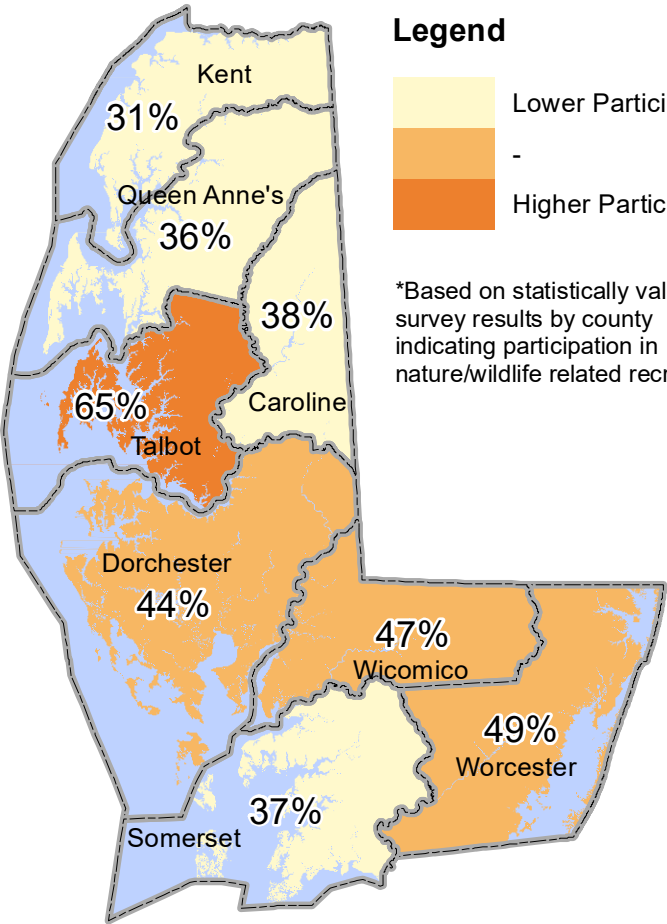 Legend
Lower Partici
-
Higher Partic
*Based on statistically val
survey results by county
indicating participation in
nature/wildlife related recr
Kent
31%
Queen Anne's
36%
38%
Caroline
65%
Talbot
Dorchester
44%
47%
Wicomico
49%
Worcester
37%
Somerset